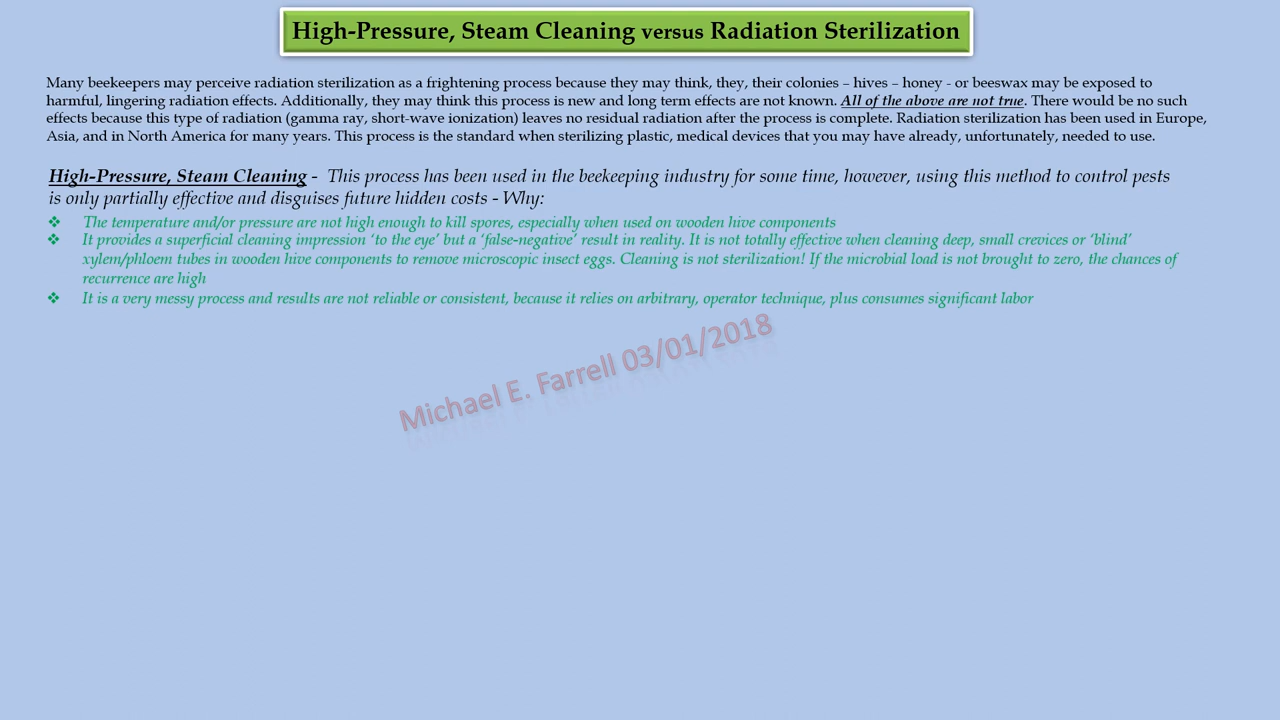 High-Pressure, Steam Cleaning versus Radiation Sterilization
Many beekeepers may perceive radiation sterilization as a frightening process because they may think, they, their colonies – hives – honey - or beeswax may be exposed to
harmful, lingering radiation effects. Additionally, they may think this process is new and long term effects are not known. All of the above are not true. There would be no such
effects because this type of radiation (gamma ray, short-wave ionization) leaves no residual radiation after the process is complete. Radiation sterilization has been used in Europe,
Asia, and in North America for many years. This process is the standard when sterilizing plastic, medical devices that you may have already, unfortunately, needed to use.
High-Pressure, Steam Cleaning - This process has been used in the beekeeping industry for some time, however, using this method to control pests
is only partially effective and disguises future hidden costs - Why:
❖ The temperature and/or pressure are not high enough to kill spores, especially when used on wooden hive components
❖ It provides a superficial cleaning impression ‘to the eye’ but a ‘false-negative’ result in reality. It is not totally effective when cleaning deep, small crevices or ‘blind’
xylem/phloem tubes in wooden hive components to remove microscopic insect eggs. Cleaning is not sterilization! If the microbial load is not brought to zero, the chances of
recurrence are high
❖ It is a very messy process and results are not reliable or consistent, because it relies on arbitrary, operator technique, plus consumes significant labor
Michael E. Farrell 03/01/2018